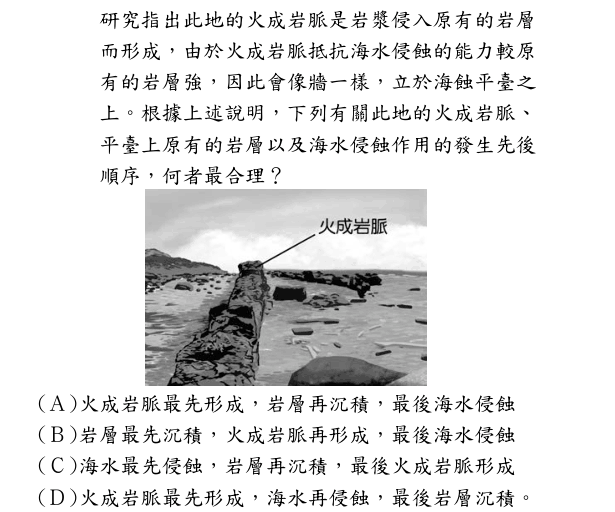 研究指出此地的火成岩脈是岩漿侵入原有的岩層
而形成，由於火成岩脈抵抗海水侵蝕的能力較原
有的岩層強，因此會像牆一樣，立於海蝕平臺之
上。根據上述說明，下列有關此地的火成岩脈、
平臺上原有的岩層以及海水侵蝕作用的發生先後
順序，何者最合理？
火成岩脈
（A）火成岩脈最先形成，岩層再沉積，最後海水侵蝕
（B）岩層最先沉積，火成岩脈再形成，最後海水侵蝕
（C）海水最先侵蝕，岩層再沉積，最後火成岩脈形成
（D）火成岩脈最先形成，海水再侵蝕，最後岩層沉積。